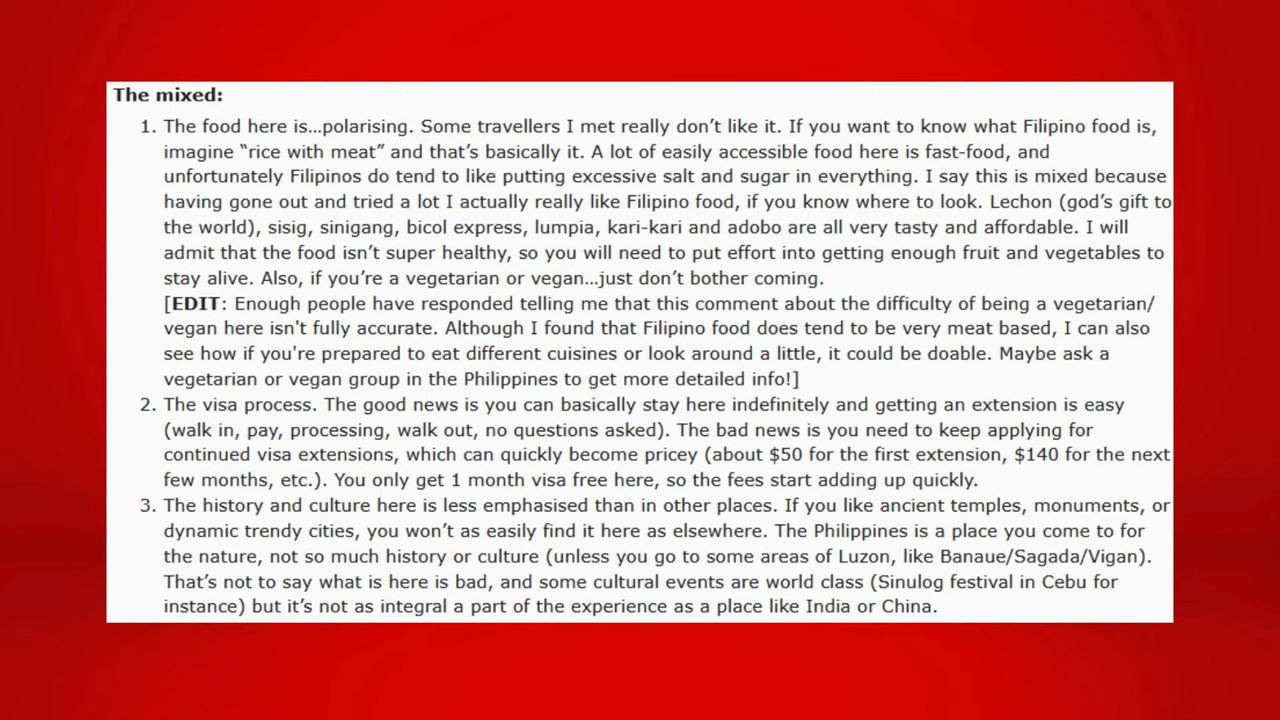 The mixed:
1. The food here is...polarising. Some travellers I met really don’t like it. If you want to know what Filipino food is,
imagine “rice with meat” and that’s basically it. A lot of easily accessible food here is fast-food, and
unfortunately Filipinos do tend to like putting excessive salt and sugar in everything. I say this is mixed because
having gone out and tried a lot I actually really like Filipino food, if you know where to look. Lechon (god’s gift to
the world), sisig, sinigang, bicol express, lumpia, kari-kari and adobo are all very tasty and affordable. I will
admit that the food isn’t super healthy, so you will need to put effort into getting enough fruit and vegetables to
stay alive. Also, if you’re a vegetarian or vegan...just don’t bother coming.
[EDIT: Enough people have responded telling me that this comment about the difficulty of being a vegetarian/
vegan here isn't fully accurate. Although I found that Filipino food does tend to be very meat based, I can also
see how if you're prepared to eat different cuisines or look around a little, it could be doable. Maybe ask a
vegetarian or vegan group in the Philippines to get more detailed info!]
2. The visa process. The good news is you can basically stay here indefinitely and getting an extension is easy
(walk in, pay, processing, walk out, no questions asked). The bad news is you need to keep applying for
continued visa extensions, which can quickly become pricey (about $50 for the first extension, $140 for the next
few months, etc.). You only get 1 month visa free here, so the fees start adding up quickly.
3. The history and culture here is less emphasised than in other places. If you like ancient temples, monuments, or
dynamic trendy cities, you won’t as easily find it here as elsewhere. The Philippines is a place you come to for
the nature, not so much history or culture (unless you go to some areas of Luzon, like Banaue/Sagada/Vigan).
That’s not to say what is here is bad, and some cultural events are world class (Sinulog festival in Cebu for
instance) but it’s not as integral a part of the experience as a place like India or China.